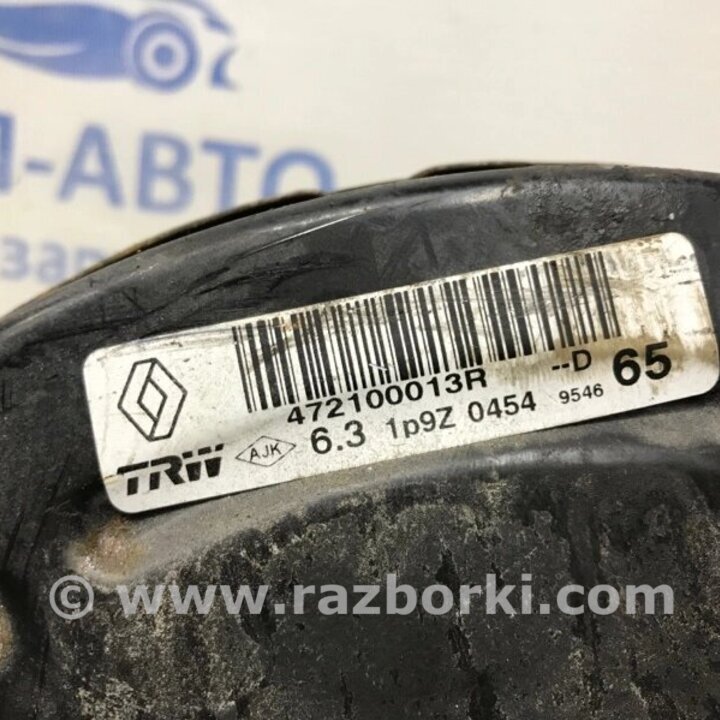 -АВТО
472100013R --D 65
TRW AJK 6.3 1p9Z 0454 9546
© www.razborki.com